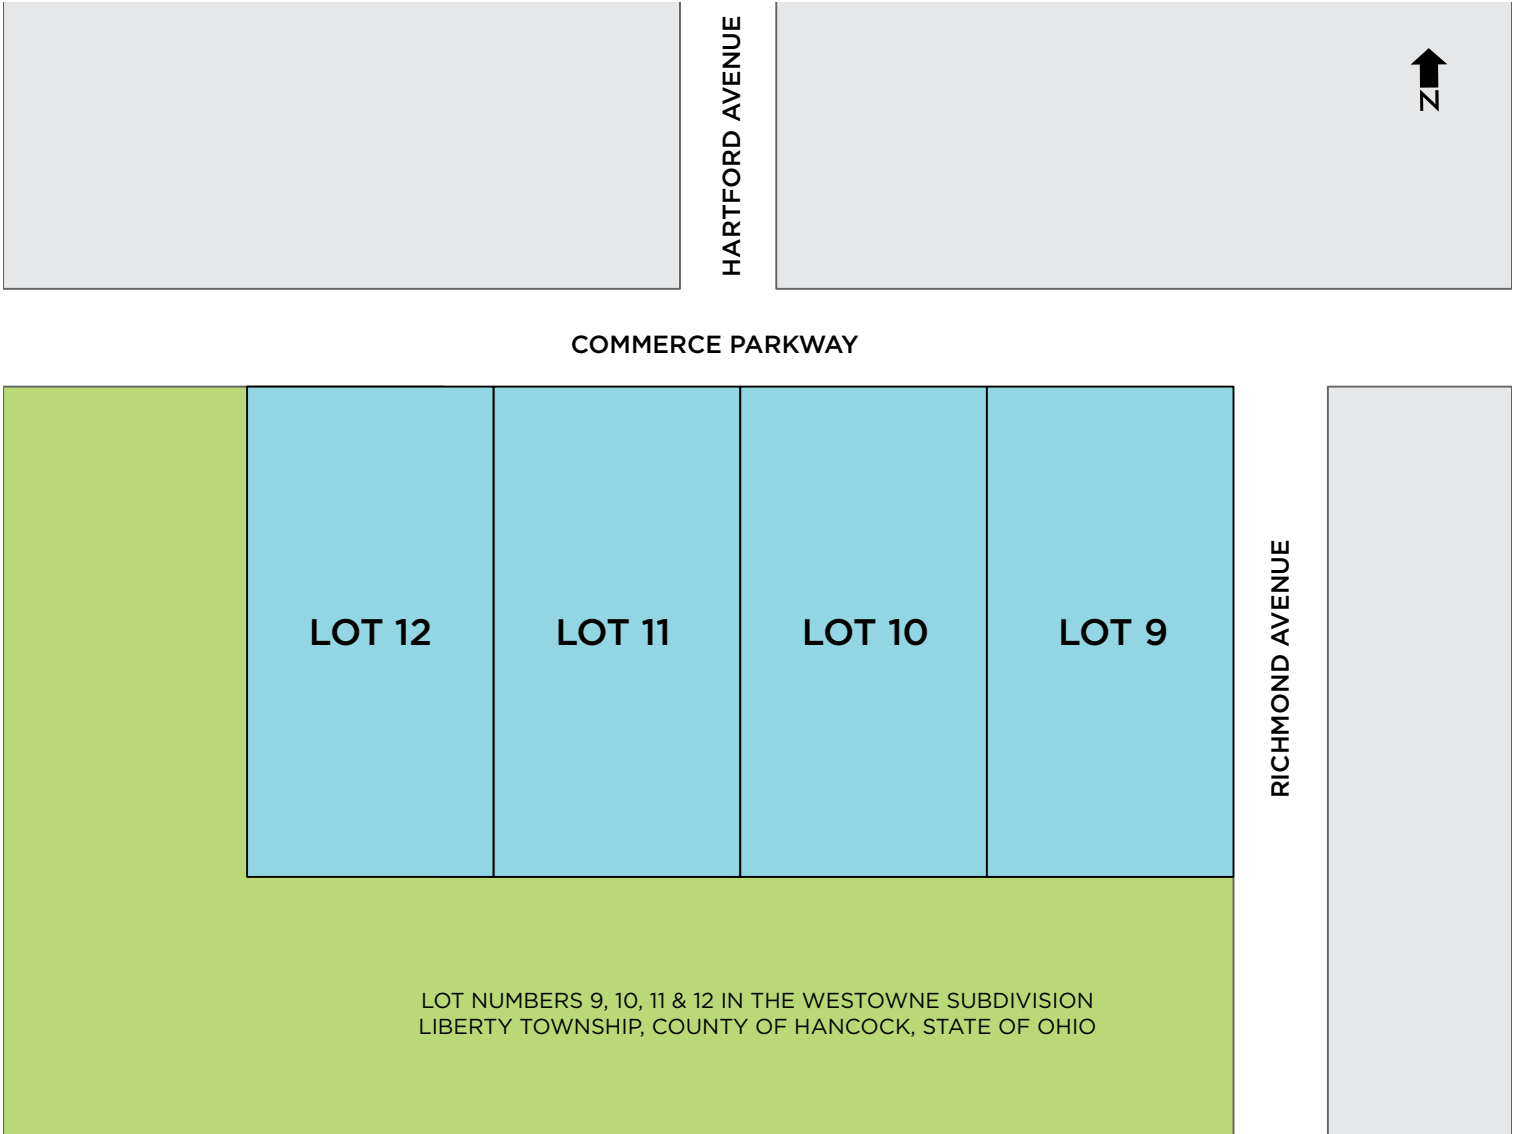 HARTFORD AVENUE
N
COMMERCE PARKWAY
LOT 12
LOT 11
LOT 10
LOT 9
RICHMOND AVENUE
LOT NUMBERS 9, 10, 11 & 12 IN THE WESTOWNE SUBDIVISION
LIBERTY TOWNSHIP, COUNTY OF HANCOCK, STATE OF OHIO